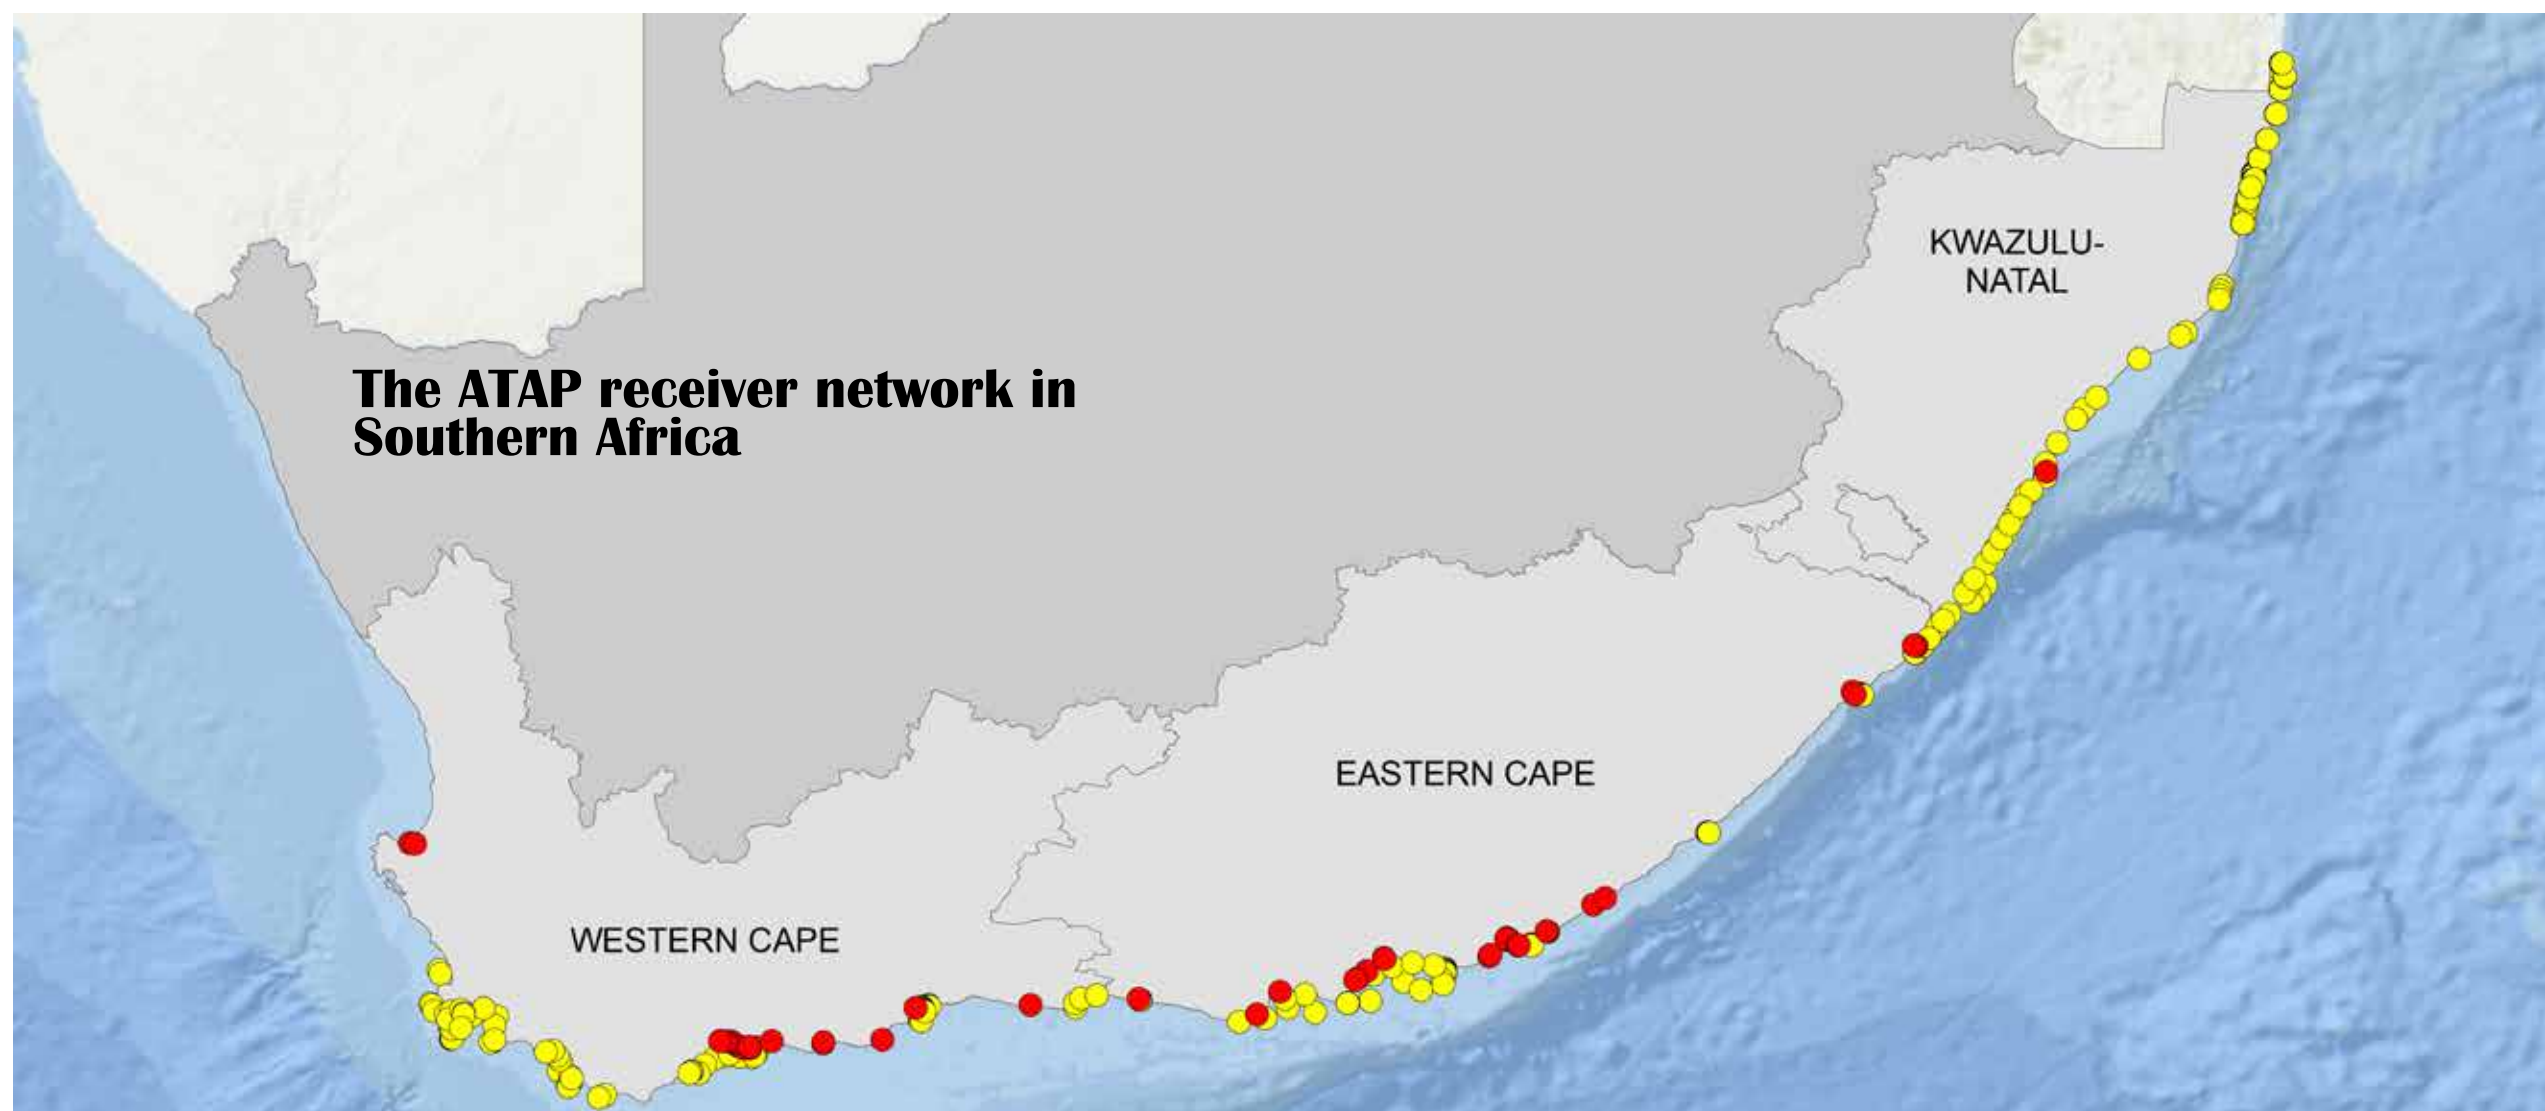 KWAZULU-
NATAL
The ATAP receiver network in
Southern Africa
EASTERN CAPE
WESTERN CAPE